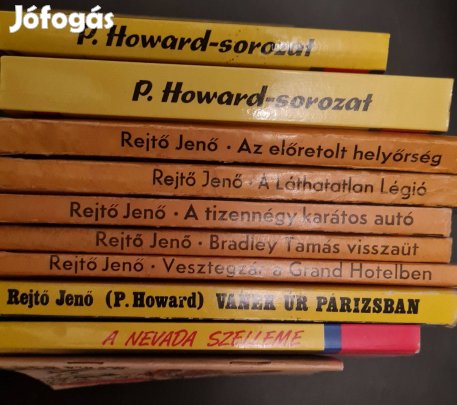 Jófogás
P. Howard-sorozat
P. Howard-sorozat
Rejtő Jenő · Az előretolt helyőrség
Rejtő Jenő · A Láthatatlan Légió
Rejtő Jenő · A tizennégy karátos autó
Rejtő Jenő · Bradley Tamás visszaüt
Rejtő Jenő · Vesztegzár a Grand Hotelben
Rejtő Jenő (P. Howard) VANEK ÚR PÁRIZSBAN
A NEVADA SZELLEME